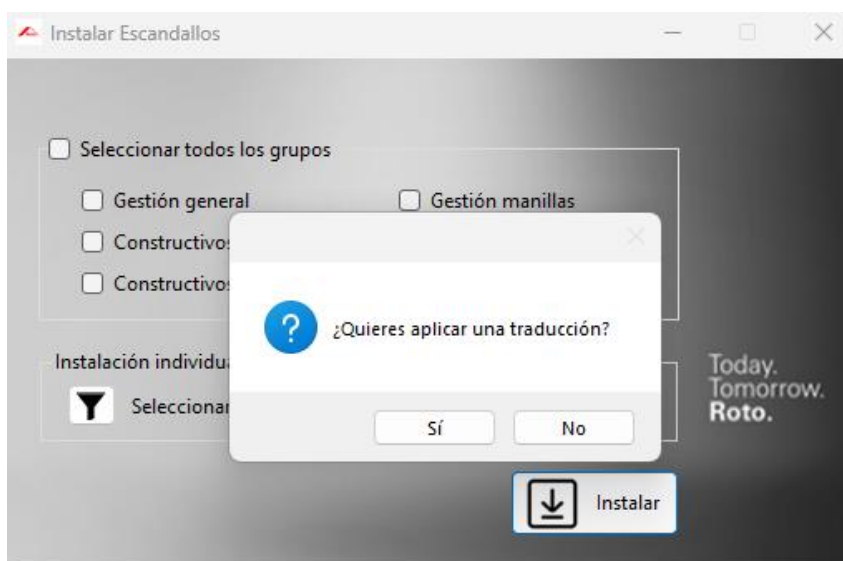 Instalar Escandallos
Seleccionar todos los grupos
Gestión general
Gestión manillas
Constructivos
Constructivos
¿Quieres aplicar una traducción?
Instalación individu
Seleccionar
Sí
No
Today.
Tomorrow.
Roto.
Instalar